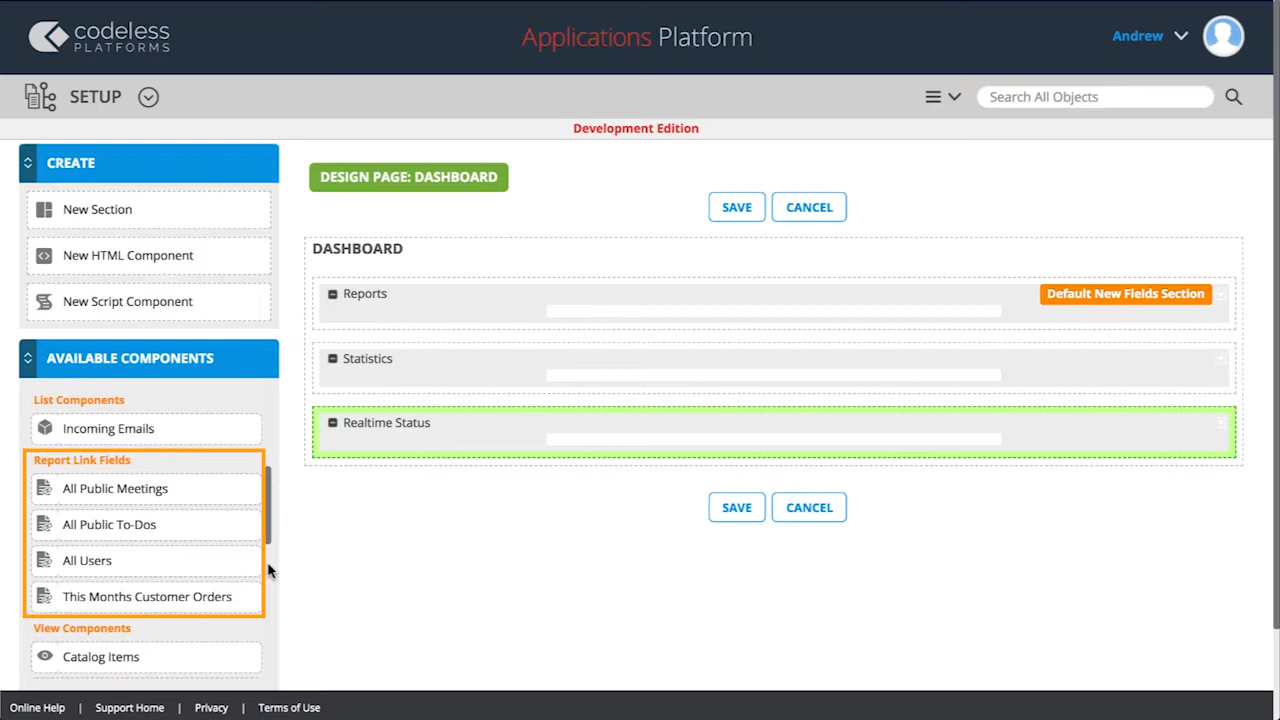 codeless
PLATFORMS
Applications Platform
Andrew
SETUP
Search All Objects
Development Edition
CREATE
New Section
New HTML Component
New Script Component
AVAILABLE COMPONENTS
List Components
Incoming Emails
Report Link Fields
All Public Meetings
All Public To-Dos
All Users
This Months Customer Orders
View Components
Catalog Items
DESIGN PAGE: DASHBOARD
SAVE CANCEL
DASHBOARD
Reports Default New Fields Section
Statistics
Realtime Status
SAVE CANCEL
Online Help | Support Home | Privacy | Terms of Use